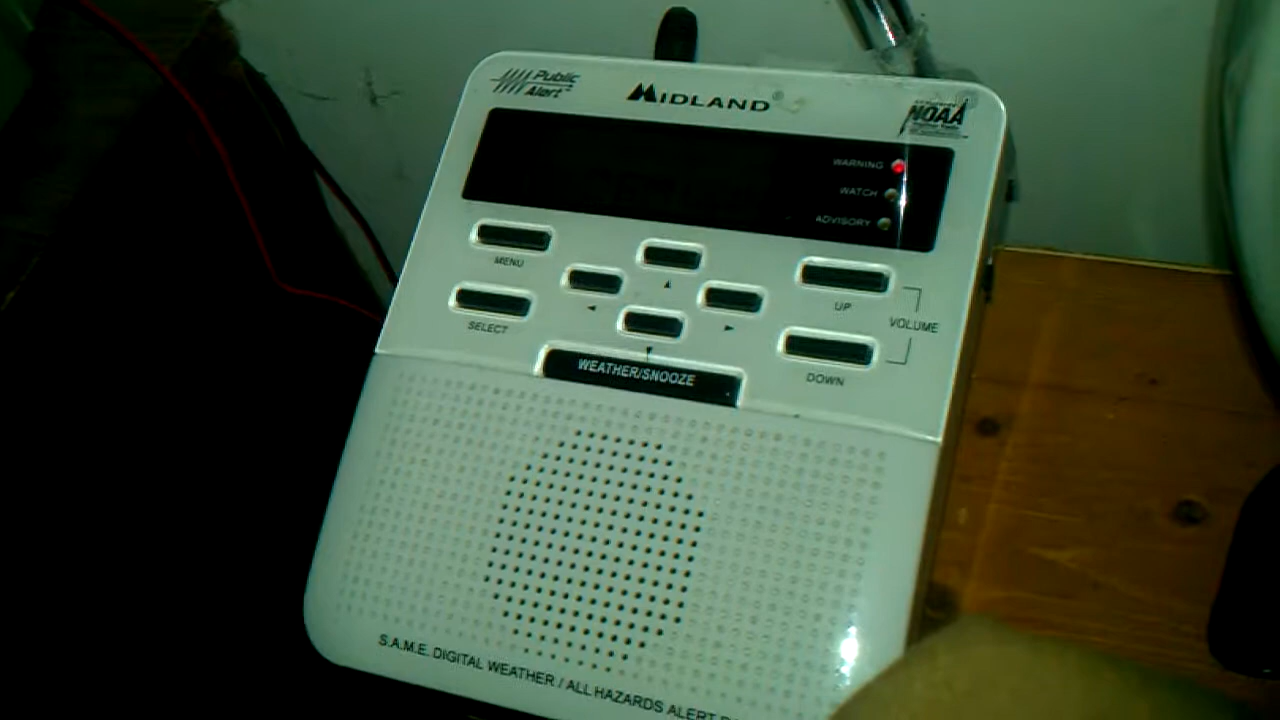 Public
Alert
MIDLAND®
NOAA
WARNING
WATCH
ADVISORY
MENU
UP
VOLUME
SELECT
DOWN
WEATHER/SNOOZE
S.A.M.E. DIGITAL WEATHER / ALL HAZARDS ALERT